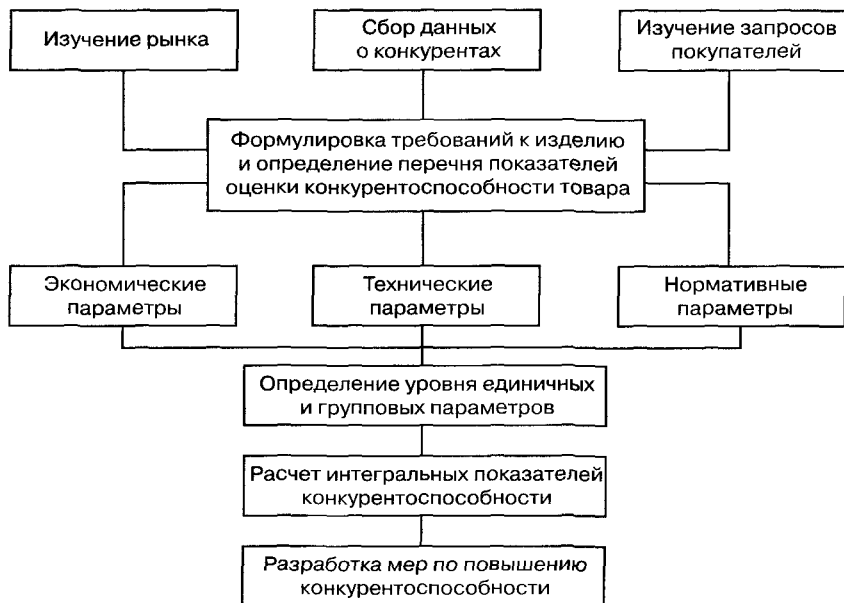 Изучение рынка
Сбор данных
о конкурентах
Изучение запросов
покупателей
Формулировка требований к изделию
и определение перечня показателей
оценки конкурентоспособности товара
Экономические
параметры
Технические
параметры
Нормативные
параметры
Определение уровня единичных
и групповых параметров
Расчет интегральных показателей
конкурентоспособности
Разработка мер по повышению
конкурентоспособности